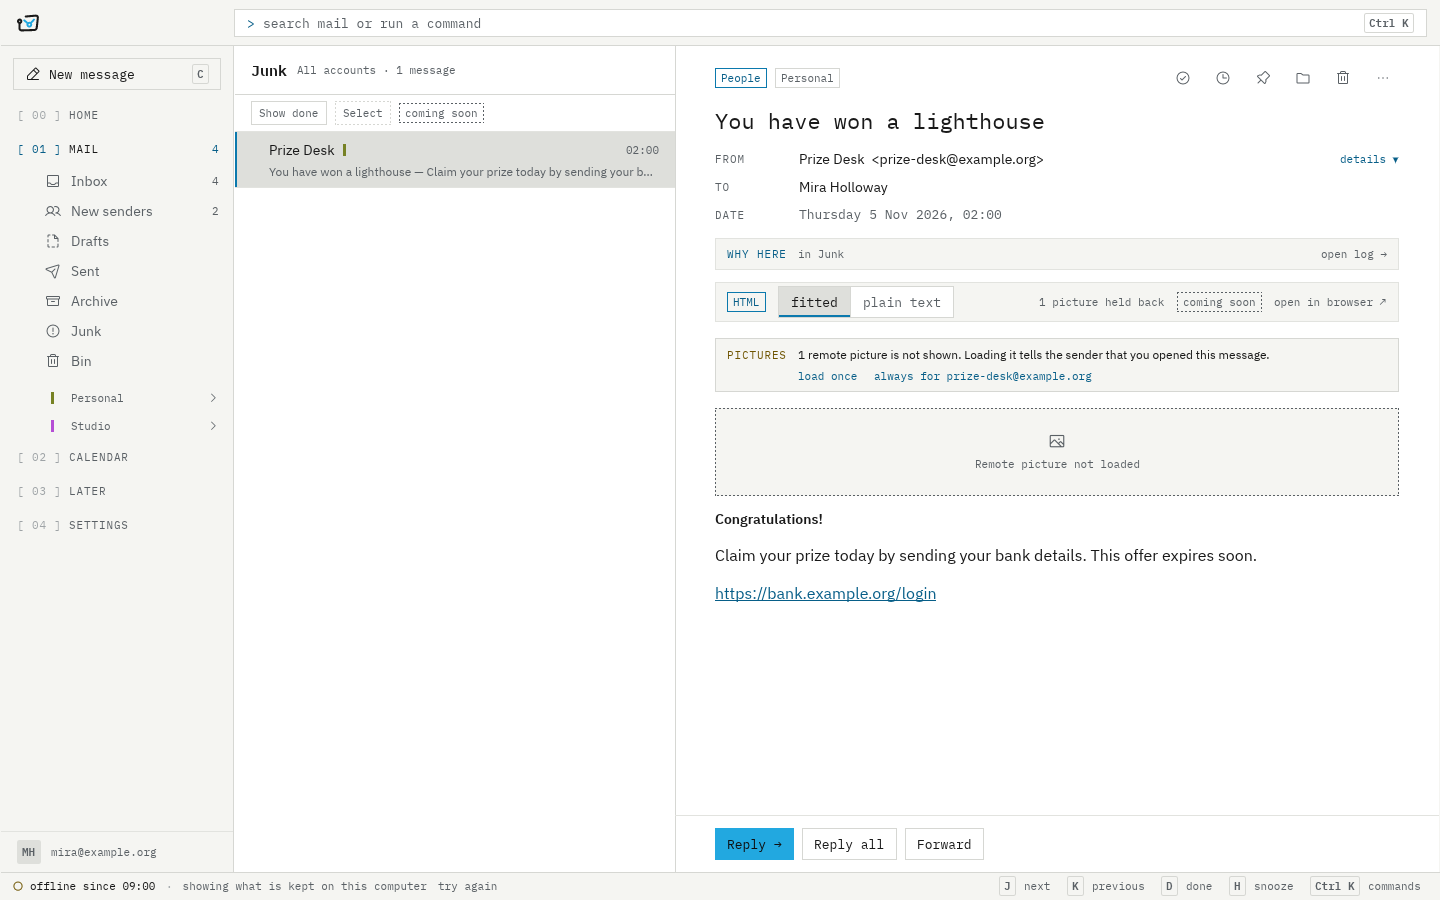 > search mail or run a command Ctrl K
New message C
[ 00 ] HOME
[ 01 ] MAIL 4
Inbox 4
New senders 2
Drafts
Sent
Archive
Junk
Bin
Personal
Studio
[ 02 ] CALENDAR
[ 03 ] LATER
[ 04 ] SETTINGS
MH mira@example.org
Junk All accounts · 1 message
Show done Select coming soon
Prize Desk 02:00
You have won a lighthouse — Claim your prize today by sending your b…
People Personal
You have won a lighthouse
FROM Prize Desk <prize-desk@example.org> details ▾
TO Mira Holloway
DATE Thursday 5 Nov 2026, 02:00
WHY HERE in Junk open log →
HTML fitted plain text 1 picture held back coming soon open in browser ↗
PICTURES 1 remote picture is not shown. Loading it tells the sender that you opened this message.
load once always for prize-desk@example.org
Remote picture not loaded
Congratulations!
Claim your prize today by sending your bank details. This offer expires soon.
https://bank.example.org/login
Reply → Reply all Forward
offline since 09:00 · showing what is kept on this computer try again J next K previous D done H snooze Ctrl K commands